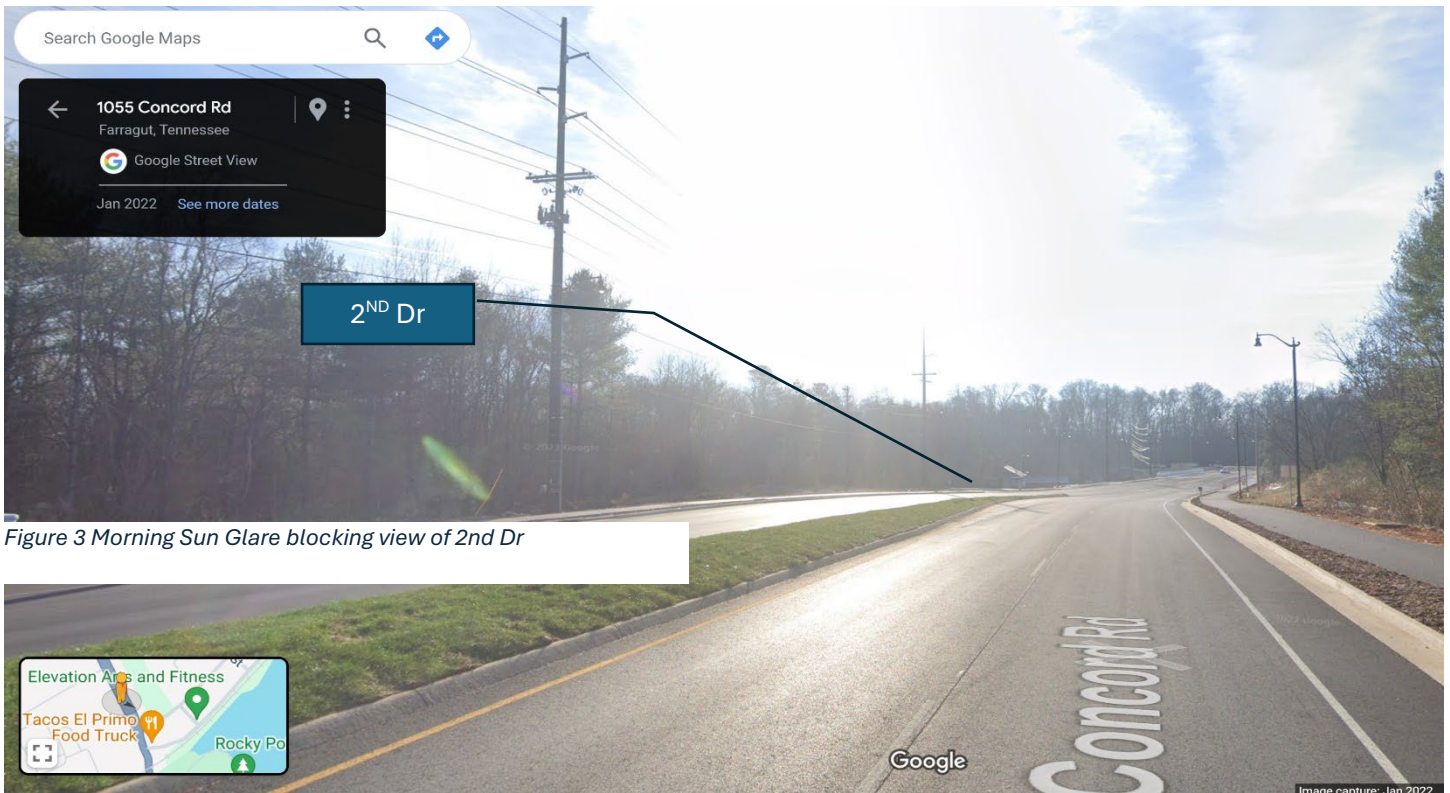 Search Google Maps
1055 Concord Rd
Farragut, Tennessee
Google Street View
Jan 2022 See more dates
2ND Dr
Figure 3 Morning Sun Glare blocking view of 2nd Dr
Elevation Arts and Fitness
Tacos El Primo
Food Truck
Rocky Po
Concord Rd
Google
Image capture: Jan 2022